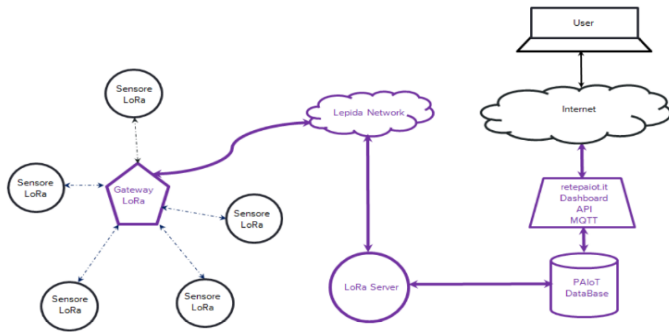 User
Sensore
LoRa
Lepida Network
Internet
Sensore
LoRa
Gateway
LoRa
retepaiot.it
Dashboard
API
MQTT
Sensore
LoRa
Sensore
LoRa
Sensore
LoRa
LoRa Server
PAIoT
DataBase